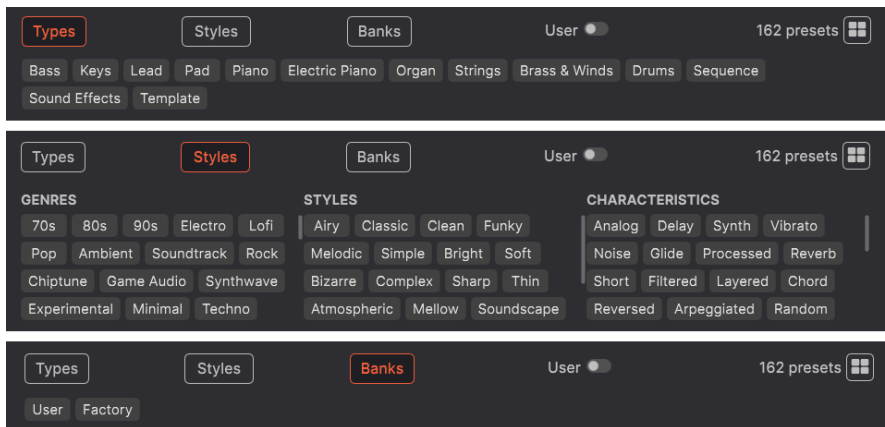 Types Styles Banks User 162 presets
Bass Keys Lead Pad Piano Electric Piano Organ Strings Brass & Winds Drums Sequence
Sound Effects Template
Types Styles Banks User 162 presets
GENRES STYLES CHARACTERISTICS
70s 80s 90s Electro Lofi Airy Classic Clean Funky Analog Delay Synth Vibrato
Pop Ambient Soundtrack Rock Melodic Simple Bright Soft Noise Glide Processed Reverb
Chiptune Game Audio Synthwave Bizarre Complex Sharp Thin Short Filtered Layered Chord
Experimental Minimal Techno Atmospheric Mellow Soundscape Reversed Arpeggiated Random
Types Styles Banks User 162 presets
User Factory